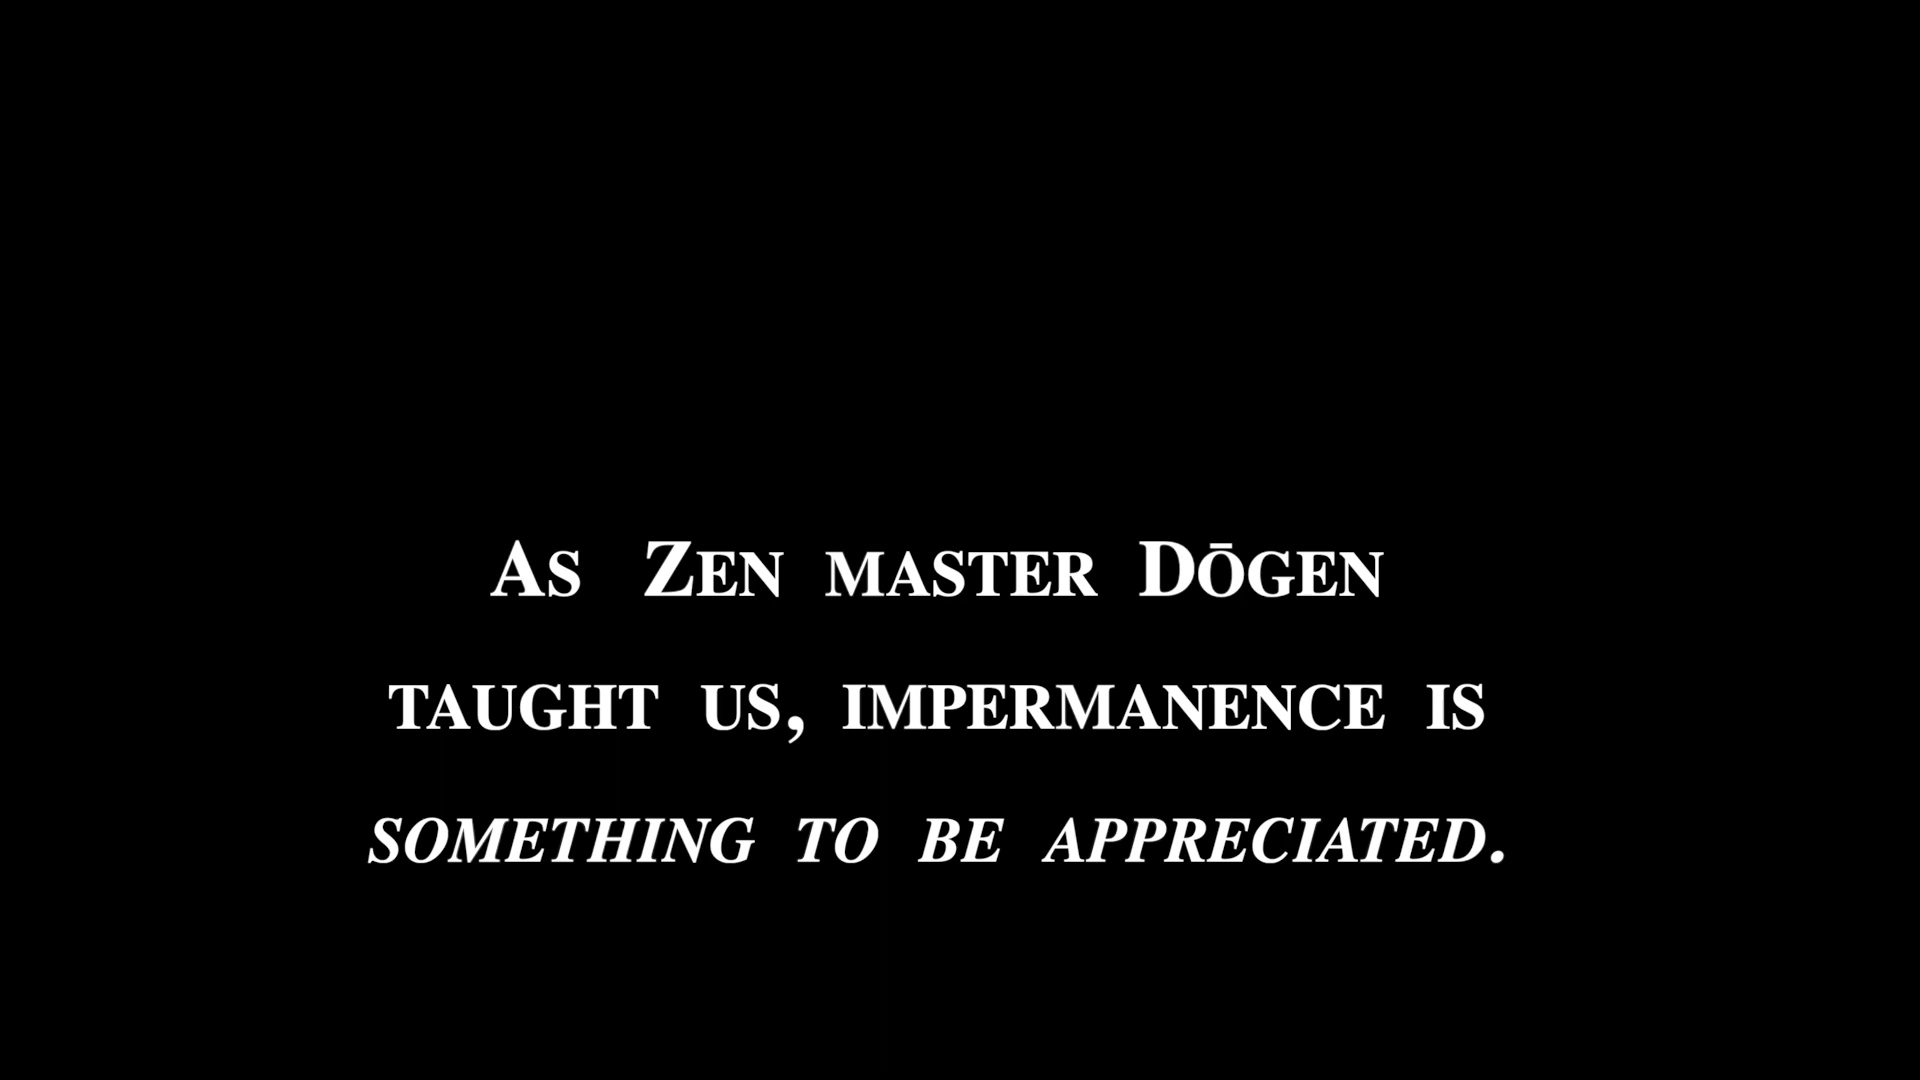 As Zen master Dōgen
taught us, impermanence is
something to be appreciated.